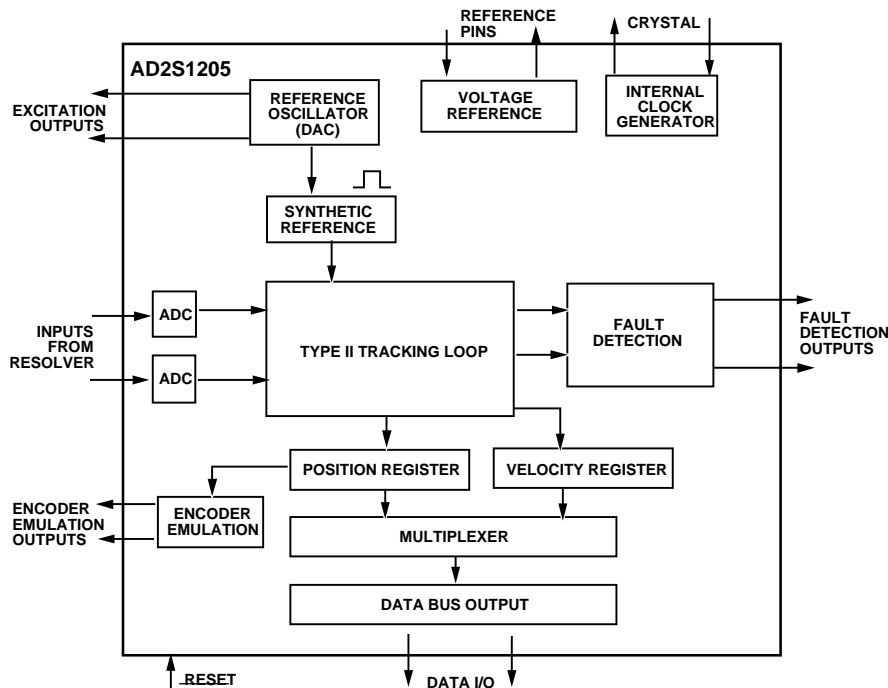 REFERENCE
PINS
CRYSTAL
AD2S1205
EXCITATION
OUTPUTS
REFERENCE
OSCILLATOR
(DAC)
VOLTAGE
REFERENCE
INTERNAL
CLOCK
GENERATOR
SYNTHETIC
REFERENCE
INPUTS
FROM
RESOLVER
ADC
ADC
TYPE II TRACKING LOOP
FAULT
DETECTION
FAULT
DETECTION
OUTPUTS
POSITION REGISTER
VELOCITY REGISTER
ENCODER
EMULATION
OUTPUTS
ENCODER
EMULATION
MULTIPLEXER
DATA BUS OUTPUT
RESET
DATA I/O